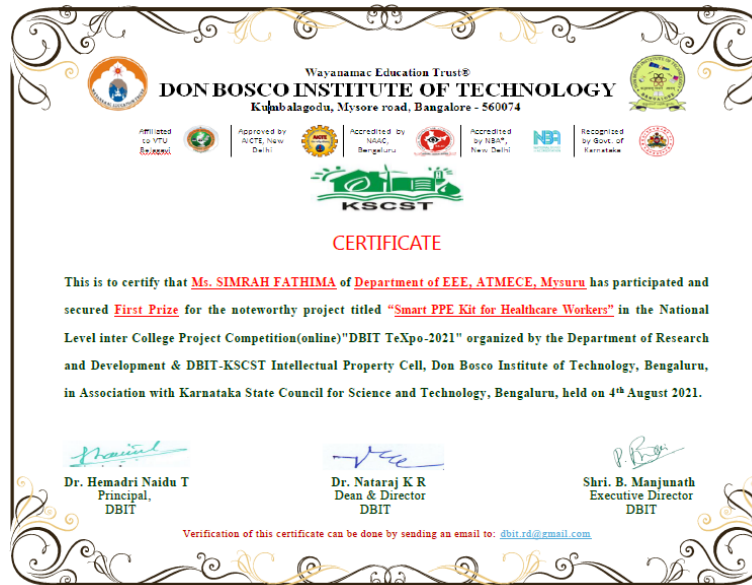 Wayanamac Education Trust®
DON BOSCO INSTITUTE OF TECHNOLOGY
Kumbalagodu, Mysore road, Bangalore - 560074
Affiliated to VTU Belagavi
Approved by AICTE, New Delhi
Accredited by NAAC, Bengaluru
Accredited by NBA*, New Delhi
NBA
Recognized by Govt. of Karnataka
KSCST
CERTIFICATE
This is to certify that Ms. SIMRAH FATHIMA of Department of EEE, ATMECE, Mysuru has participated and
secured First Prize for the noteworthy project titled “Smart PPE Kit for Healthcare Workers” in the National
Level inter College Project Competition(online)"DBIT TeXpo-2021" organized by the Department of Research
and Development & DBIT-KSCST Intellectual Property Cell, Don Bosco Institute of Technology, Bengaluru,
in Association with Karnataka State Council for Science and Technology, Bengaluru, held on 4th August 2021.
Dr. Hemadri Naidu T
Principal,
DBIT
Dr. Nataraj K R
Dean & Director
DBIT
Shri. B. Manjunath
Executive Director
DBIT
Verification of this certificate can be done by sending an email to: dbit.rd@gmail.com